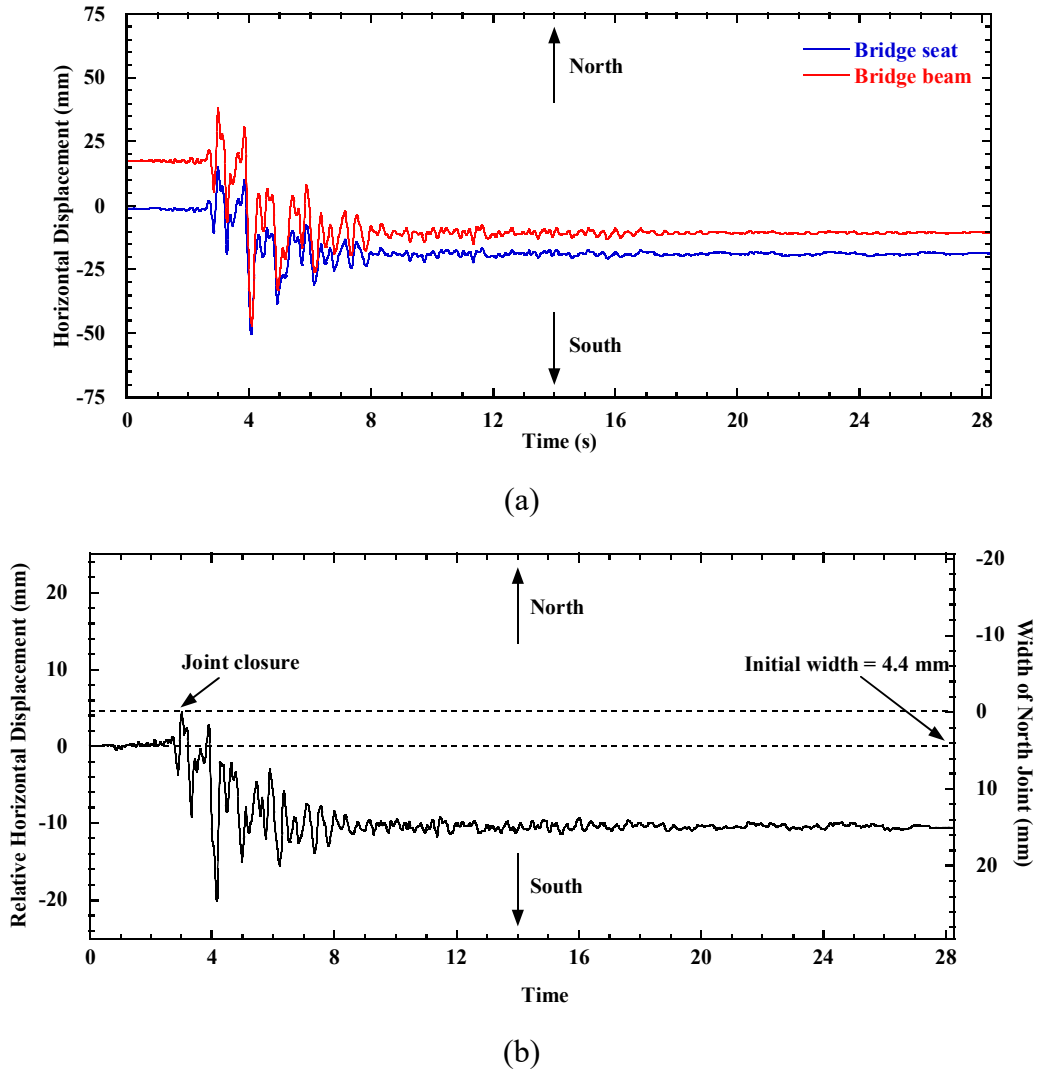 75
50
25
0
-25
-50
-75
Horizontal Displacement (mm)
North
South
Bridge seat
Bridge beam
0 4 8 12 16 20 24 28
Time (s)
(a)
20
10
0
-10
-20
Relative Horizontal Displacement (mm)
North
Joint closure
Initial width = 4.4 mm
South
-20
-10
0
10
20
Width of North Joint (mm)
0 4 8 12 16 20 24 28
Time
(b)